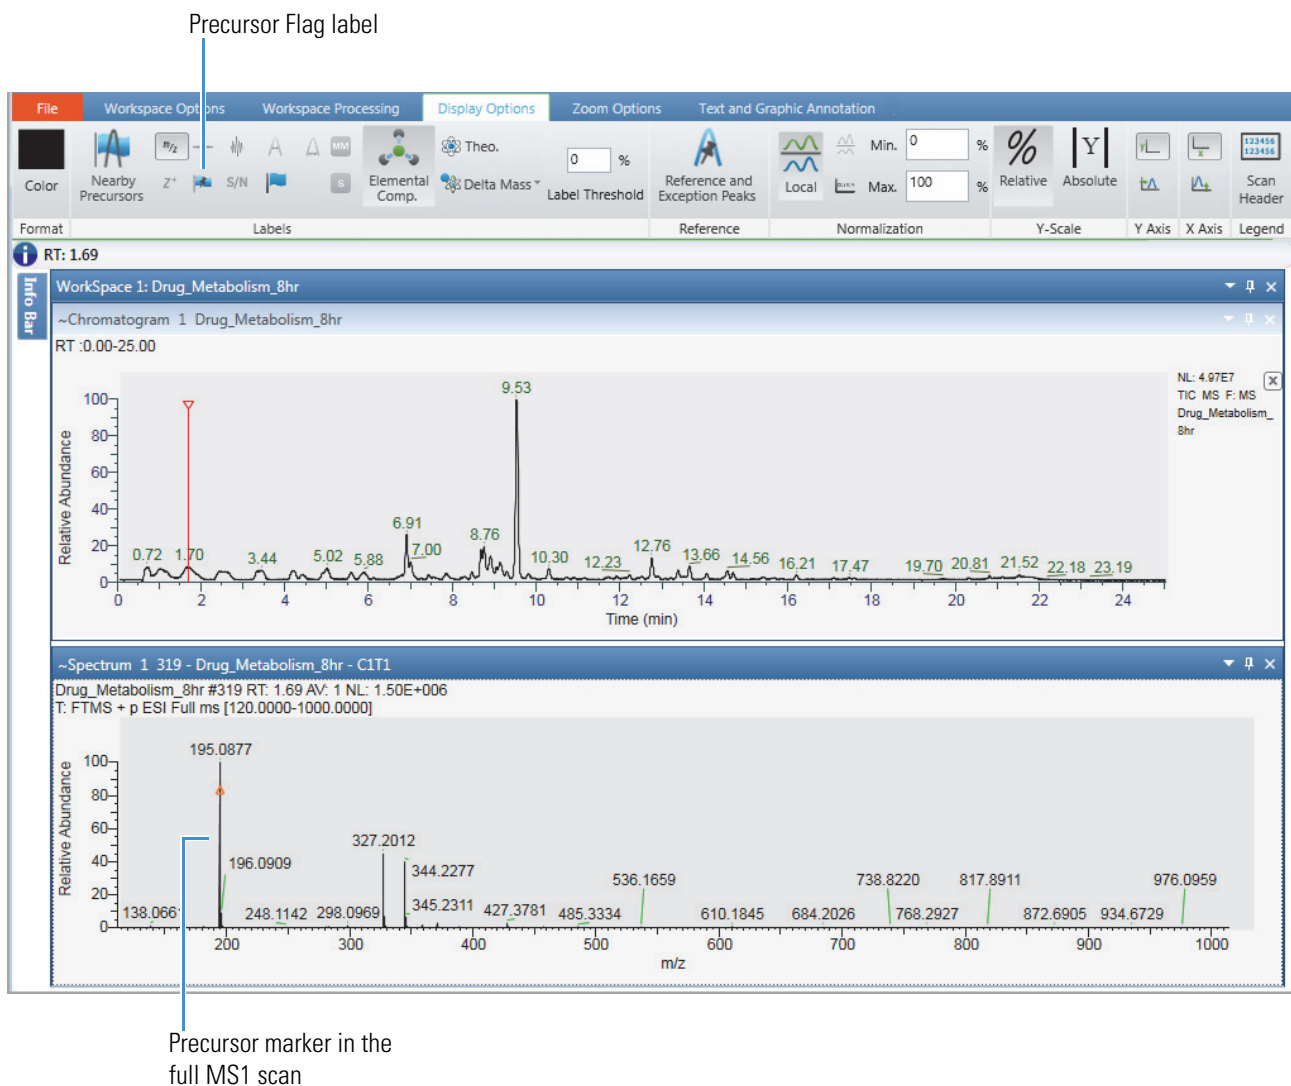 Precursor Flag label
File Workspace Options Workspace Processing Display Options Zoom Options Text and Graphic Annotation
Color
Nearby
Precursors
m/z
Z+ S/N
MM
S
Elemental
Comp.
Theo.
Delta Mass
0 %
Label Threshold
Reference and
Exception Peaks
Local
Min. 0 %
Max. 100 %
% Relative
Y Absolute
123456
123456
Scan
Header
Format Labels Reference Normalization Y-Scale Y Axis X Axis Legend
RT: 1.69
Info Bar
WorkSpace 1: Drug_Metabolism_8hr
~Chromatogram 1 Drug_Metabolism_8hr
RT :0.00-25.00
NL: 4.97E7
TIC MS F: MS
Drug_Metabolism_
8hr
Relative Abundance
100
80
60
40
20
0
9.53
6.91
8.76
0.72 1.70 3.44 5.02 5.88 7.00 10.30 12.23 12.76 13.66 14.56 16.21 17.47 19.70 20.81 21.52 22.18 23.19
0 2 4 6 8 10 12 14 16 18 20 22 24
Time (min)
~Spectrum 1 319 - Drug_Metabolism_8hr - C1T1
Drug_Metabolism_8hr #319 RT: 1.69 AV: 1 NL: 1.50E+006
T: FTMS + p ESI Full ms [120.0000-1000.0000]
Relative Abundance
100
80
60
40
20
0
195.0877
327.2012
196.0909 344.2277 536.1659 738.8220 817.8911 976.0959
138.0661 248.1142 298.0969 345.2311 427.3781 485.3334 610.1845 684.2026 768.2927 872.6905 934.6729
200 300 400 500 600 700 800 900 1000
m/z
Precursor marker in the
full MS1 scan